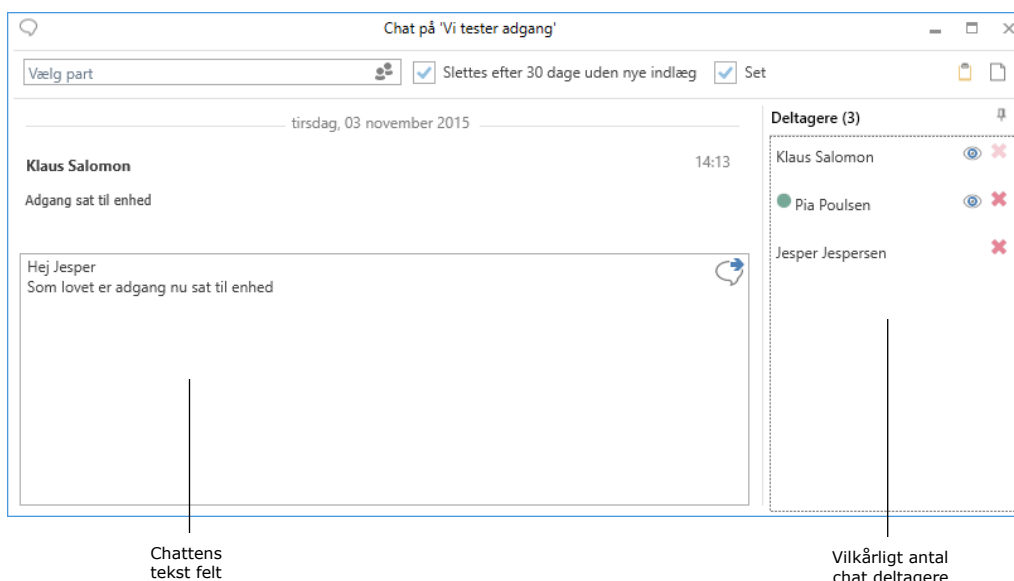 Chat på 'Vi tester adgang'
Vælg part
Slettes efter 30 dage uden nye indlæg
Set
tirsdag, 03 november 2015
Klaus Salomon
14:13
Adgang sat til enhed
Hej Jesper
Som lovet er adgang nu sat til enhed
Deltagere (3)
Klaus Salomon
Pia Poulsen
Jesper Jespersen
Chattens
tekst felt
Vilkårligt antal
chat deltagere